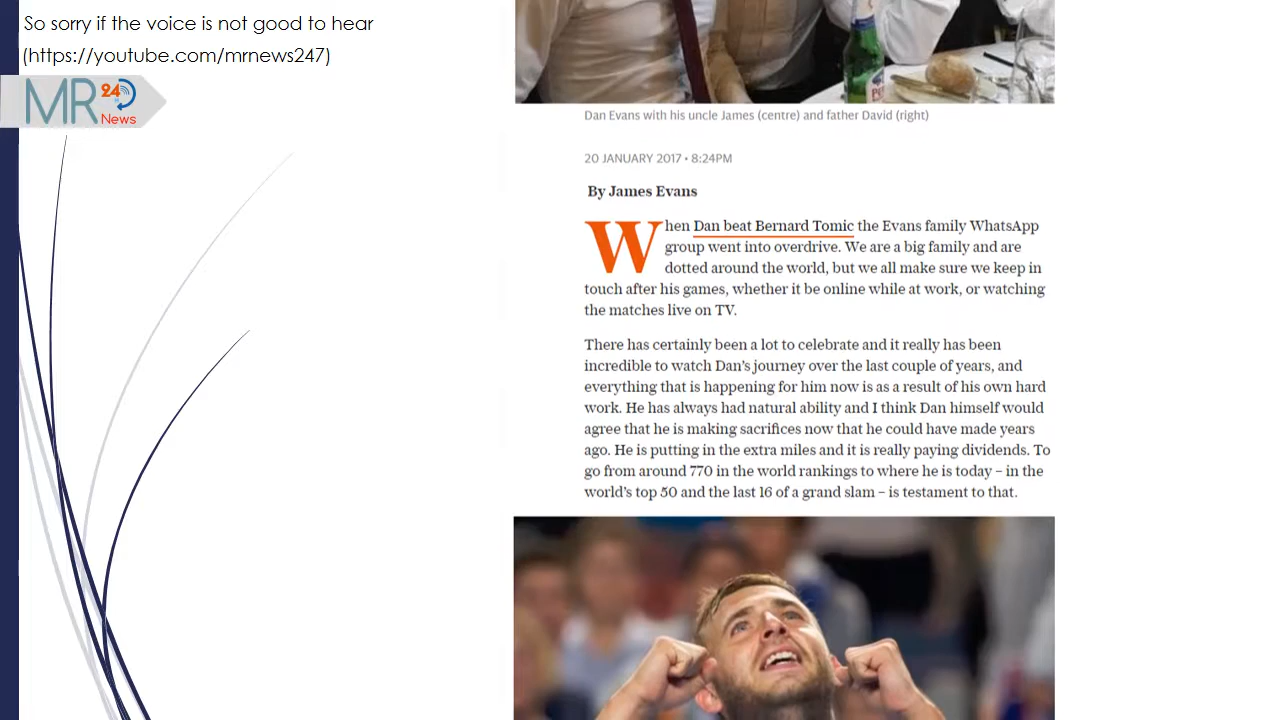 So sorry if the voice is not good to hear
(https://youtube.com/mrnews247)
MR 24
News
Dan Evans with his uncle James (centre) and father David (right)
20 JANUARY 2017 • 8:24PM
By James Evans
When Dan beat Bernard Tomic the Evans family WhatsApp
group went into overdrive. We are a big family and are
dotted around the world, but we all make sure we keep in
touch after his games, whether it be online while at work, or watching
the matches live on TV.
There has certainly been a lot to celebrate and it really has been
incredible to watch Dan's journey over the last couple of years, and
everything that is happening for him now is as a result of his own hard
work. He has always had natural ability and I think Dan himself would
agree that he is making sacrifices now that he could have made years
ago. He is putting in the extra miles and it is really paying dividends. To
go from around 770 in the world rankings to where he is today – in the
world's top 50 and the last 16 of a grand slam – is testament to that.